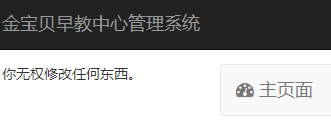 金宝贝早教中心管理系统
你无权修改任何东西。
主页面